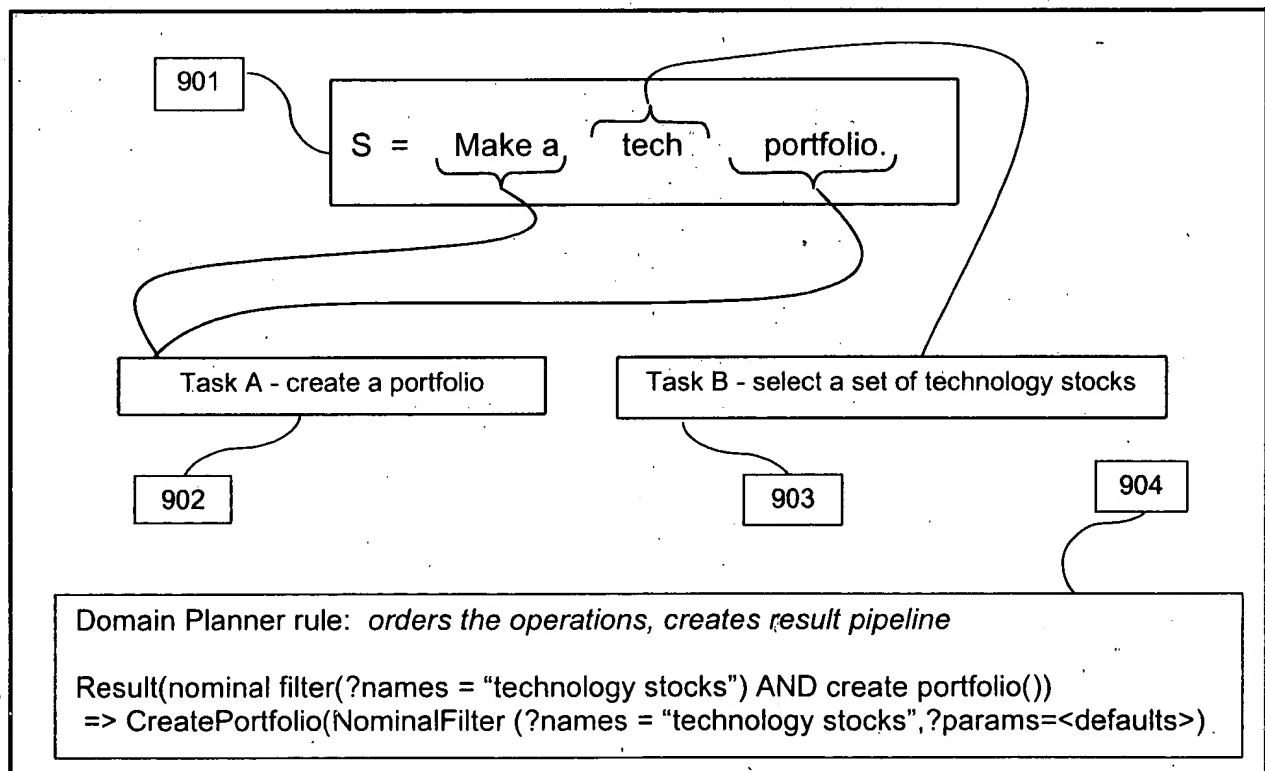 901
S = Make a tech portfolio.
Task A - create a portfolio
Task B - select a set of technology stocks
902
903
904
Domain Planner rule: orders the operations, creates result pipeline
Result(nominal filter(?names = “technology stocks”) AND create portfolio())
=> CreatePortfolio(NominalFilter (?names = “technology stocks”,?params=<defaults>)